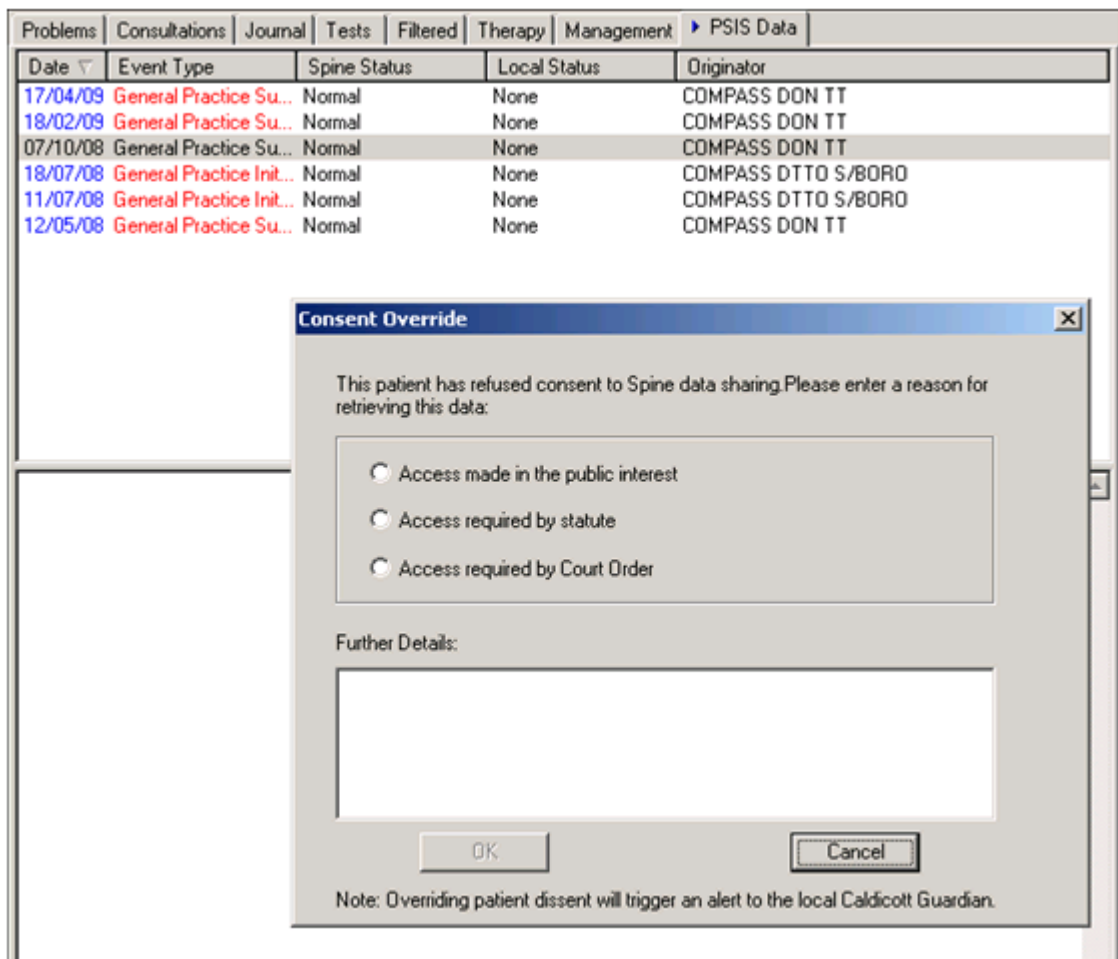 Problems Consultations Journal Tests Filtered Therapy Management PSIS Data
Date Event Type Spine Status Local Status Originator
17/04/09 General Practice Su... Normal None COMPASS DON TT
18/02/09 General Practice Su... Normal None COMPASS DON TT
07/10/08 General Practice Su... Normal None COMPASS DON TT
18/07/08 General Practice Init... Normal None COMPASS DTTO S/BORO
11/07/08 General Practice Init... Normal None COMPASS DTTO S/BORO
12/05/08 General Practice Su... Normal None COMPASS DON TT
Consent Override
This patient has refused consent to Spine data sharing.Please enter a reason for
retrieving this data:
Access made in the public interest
Access required by statute
Access required by Court Order
Further Details:
OK Cancel
Note: Overriding patient dissent will trigger an alert to the local Caldicott Guardian.